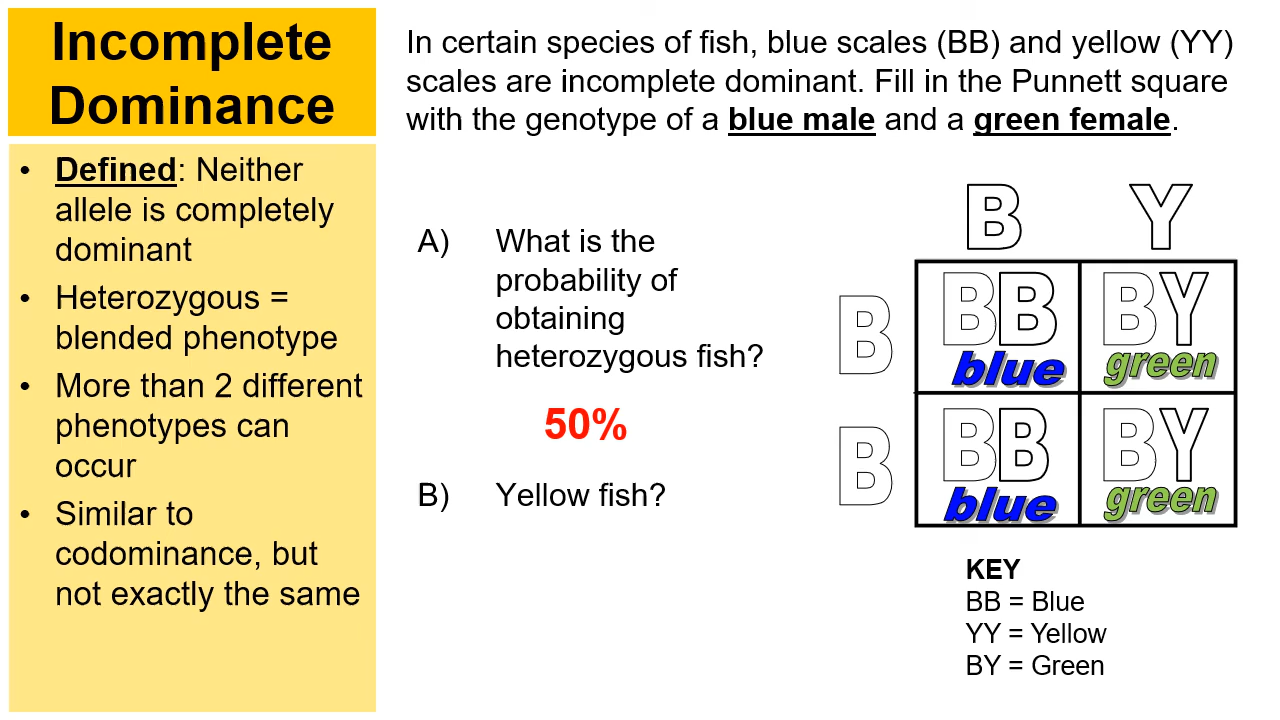 Incomplete
Dominance
• Defined: Neither
allele is completely
dominant
• Heterozygous =
blended phenotype
• More than 2 different
phenotypes can
occur
• Similar to
codominance, but
not exactly the same
In certain species of fish, blue scales (BB) and yellow (YY)
scales are incomplete dominant. Fill in the Punnett square
with the genotype of a blue male and a green female.
A) What is the
probability of
obtaining
heterozygous fish?
50%
B) Yellow fish?
B Y
B BB BY
blue green
B BB BY
blue green
KEY
BB = Blue
YY = Yellow
BY = Green